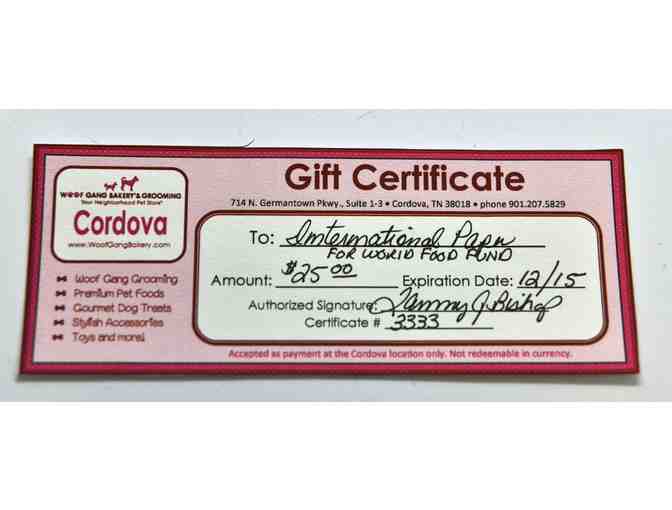 WOOF GANG BAKERY & GROOMING
Your Neighborhood Pet Store
Cordova
www.WoofGangBakery.com
Woof Gang Grooming
Premium Pet Foods
Gourmet Dog Treats
Stylish Accessories
Toys and more!
Gift Certificate
714 N. Germantown Pkwy., Suite 1-3 • Cordova, TN 38018 • phone 901.207.5829
To: International Paper
FOR WORLD FOOD FUND
Amount: $25 00 Expiration Date: 12/15
Authorized Signature: Tammy J. Bishop
Certificate # 3333
Accepted as payment at the Cordova location only. Not redeemable in currency.